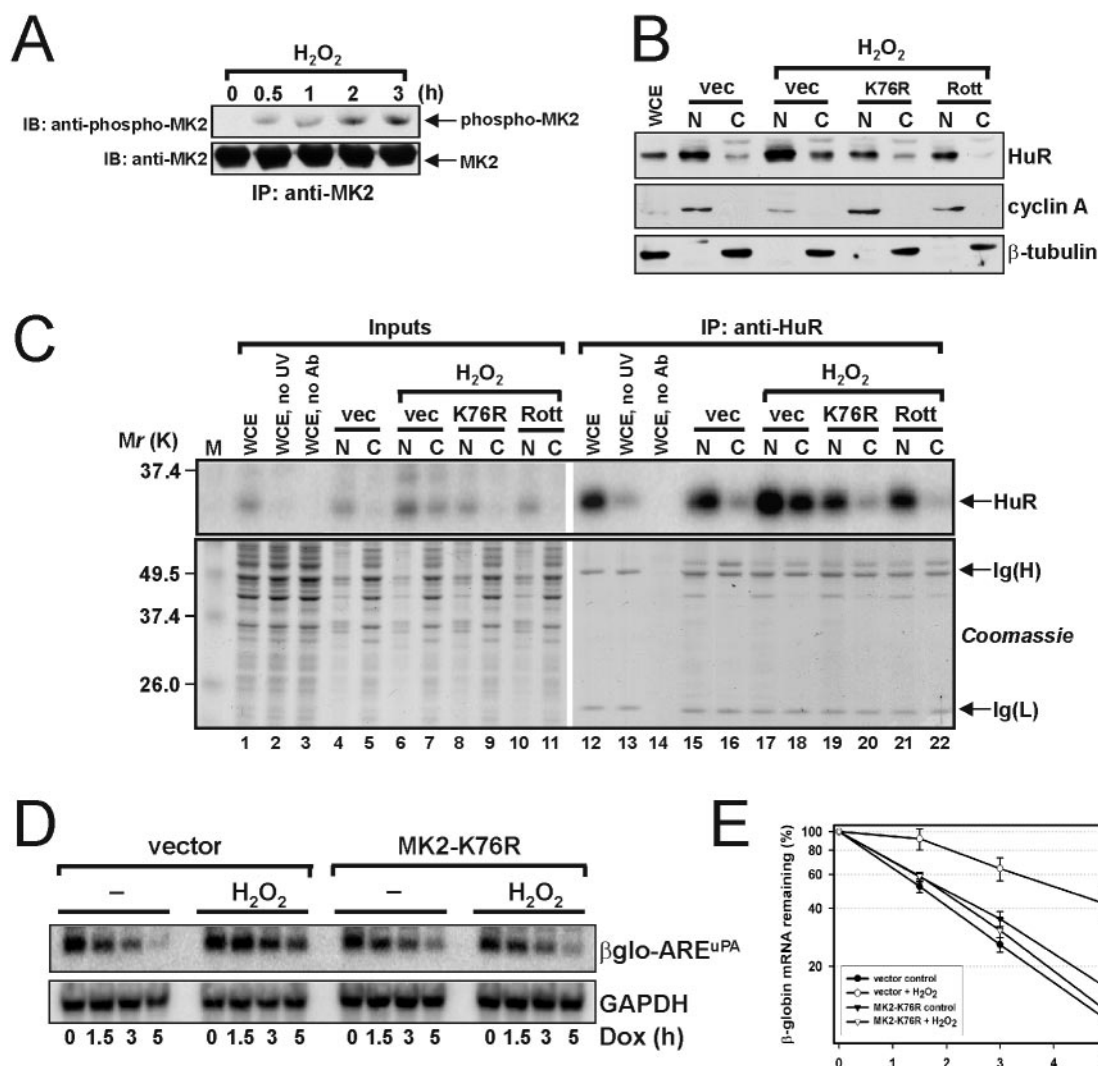 A
H2O2
0 0.5 1 2 3 (h)
IB: anti-phospho-MK2
phospho-MK2
IB: anti-MK2
MK2
IP: anti-MK2
B
H2O2
WCE vec vec K76R Rott
N C N C N C N C
HuR
cyclin A
β-tubulin
C
Inputs
IP: anti-HuR
WCE WCE, no UV WCE, no Ab
H2O2
vec vec K76R Rott
WCE WCE, no UV WCE, no Ab
H2O2
vec vec K76R Rott
Mr (K) M N C N C N C N C N C N C N C N C
37.4
HuR
49.5
Ig(H)
37.4
Coomassie
26.0
Ig(L)
1 2 3 4 5 6 7 8 9 10 11 12 13 14 15 16 17 18 19 20 21 22
D
vector MK2-K76R
– H2O2 – H2O2
βglo-AREuPA
GAPDH
0 1.5 3 5 0 1.5 3 5 0 1.5 3 5 0 1.5 3 5 Dox (h)
E
β-globin mRNA remaining (%)
100
80
60
40
20
vector control
vector + H2O2
MK2-K76R control
MK2-K76R + H2O2
0 1 2 3 4